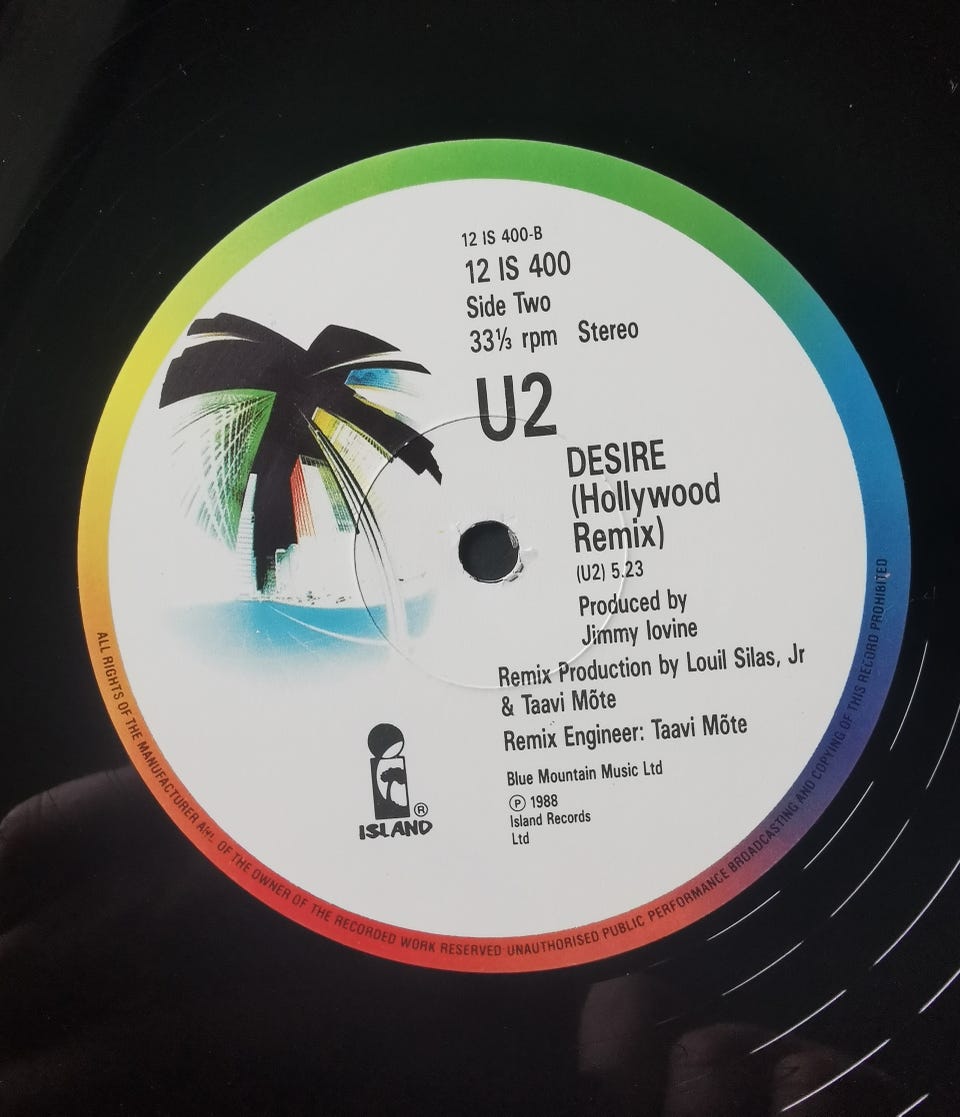 12 IS 400-B
12 IS 400
Side Two
33⅓ rpm Stereo
U2
DESIRE
(Hollywood
Remix)
(U2) 5.23
Produced by
Jimmy Iovine
Remix Production by Louil Silas, Jr
& Taavi Mõte
Remix Engineer: Taavi Mõte
Blue Mountain Music Ltd
℗ 1988
Island Records
Ltd
®
ISLAND
ALL RIGHTS OF THE MANUFACTURER AND OF THE OWNER OF THE RECORDED WORK RESERVED UNAUTHORISED PUBLIC PERFORMANCE BROADCASTING AND COPYING OF THIS RECORD PROHIBITED